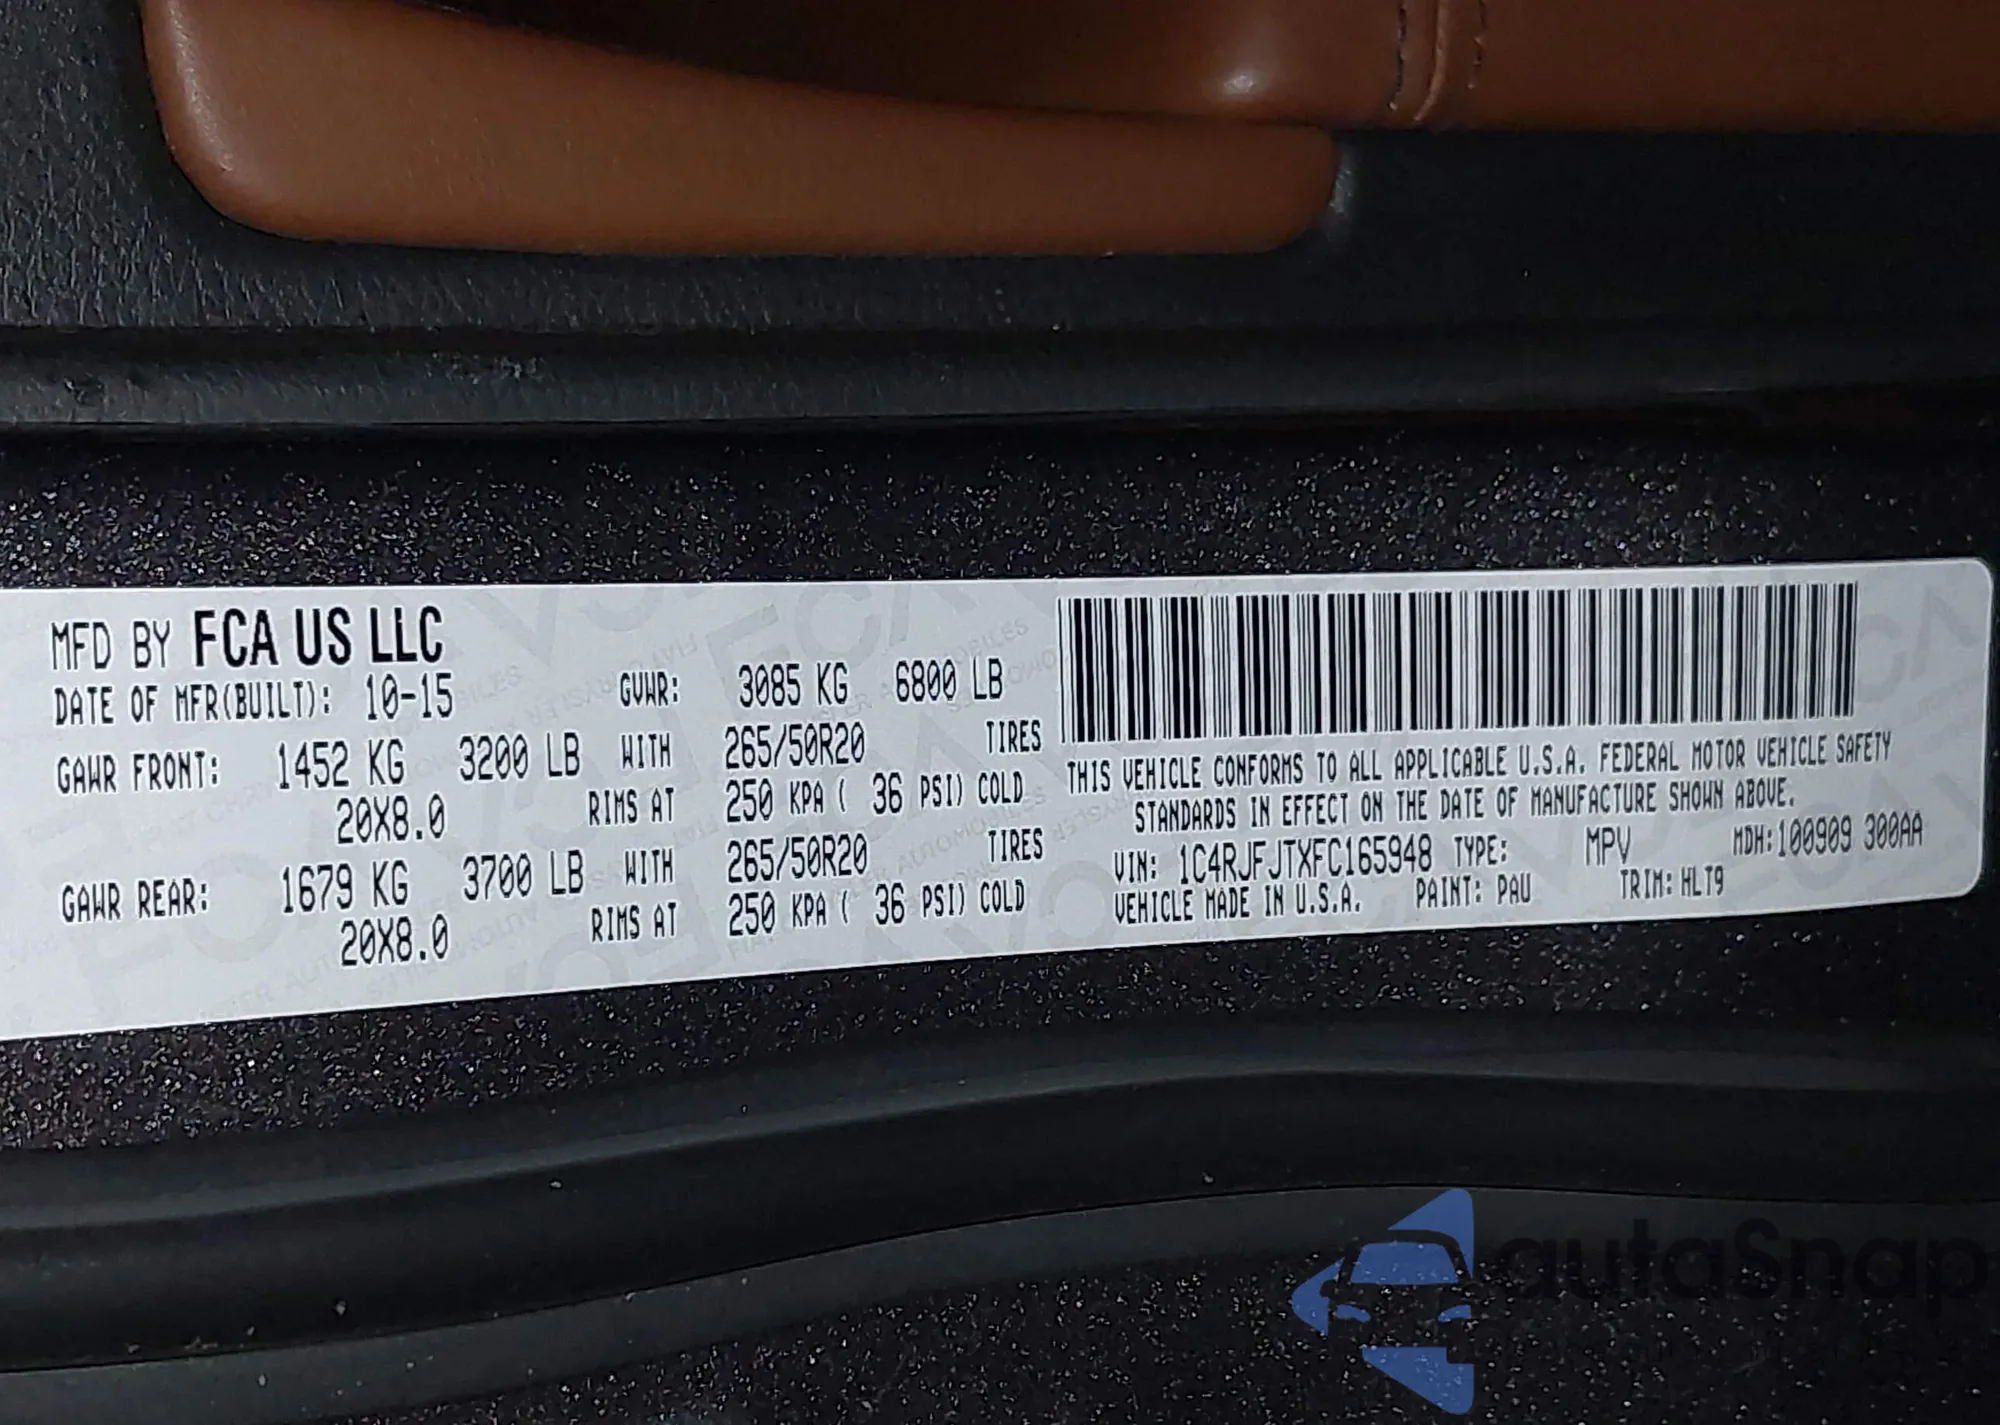 MFD BY FCA US LLC
DATE OF MFR(BUILT): 10-15 GVWR: 3085 KG 6800 LB
GAWR FRONT: 1452 KG 3200 LB WITH 265/50R20 TIRES
20X8.0 RIMS AT 250 KPA ( 36 PSI) COLD
GAWR REAR: 1679 KG 3700 LB WITH 265/50R20 TIRES
20X8.0 RIMS AT 250 KPA ( 36 PSI) COLD
THIS VEHICLE CONFORMS TO ALL APPLICABLE U.S.A. FEDERAL MOTOR VEHICLE SAFETY
STANDARDS IN EFFECT ON THE DATE OF MANUFACTURE SHOWN ABOVE.
VIN: 1C4RJFJTXFC165948 TYPE: MPV MDH:100909 300AA
VEHICLE MADE IN U.S.A. PAINT: PAU TRIM: HLT9
autaSnap